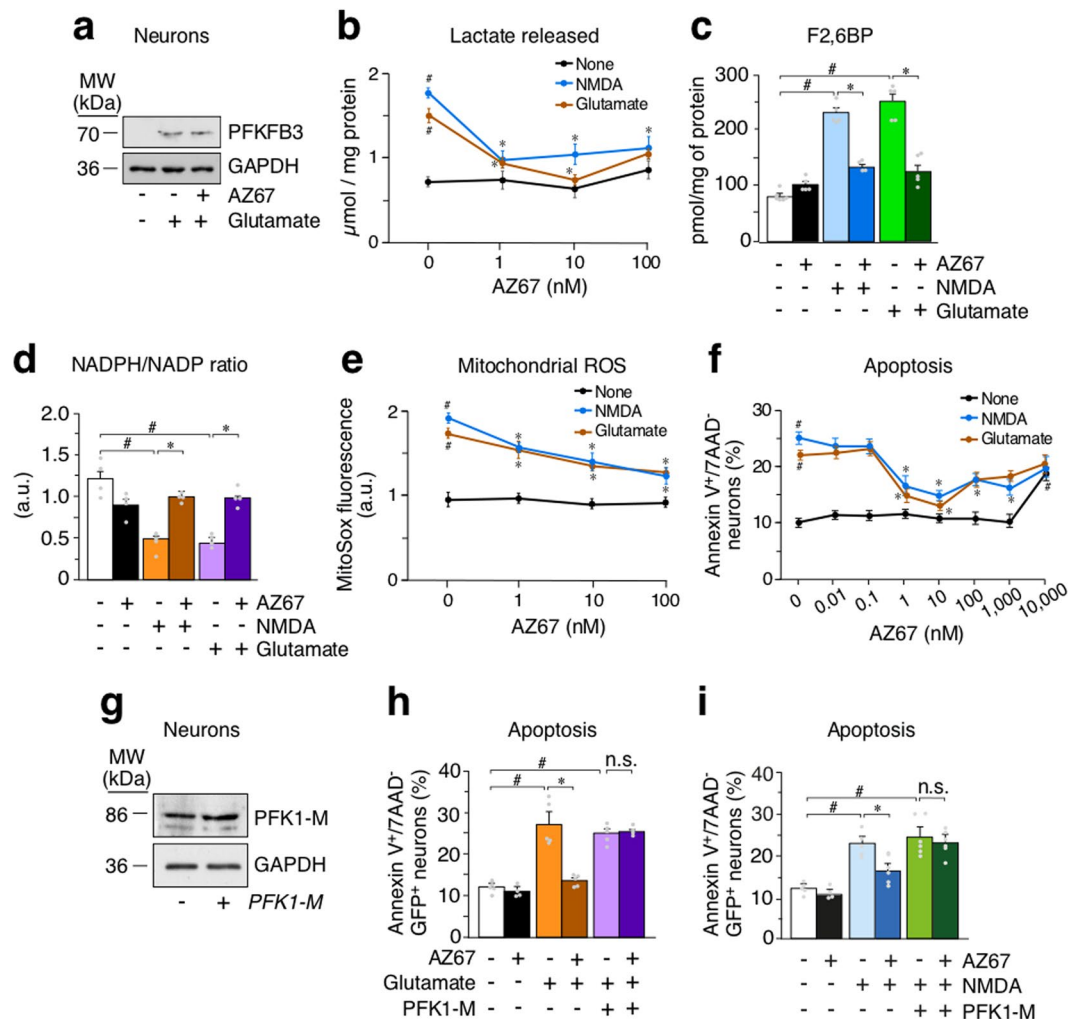 a
Neurons
MW
(kDa)
70
PFKFB3
36
GAPDH
- - + AZ67
- + + Glutamate
b
Lactate released
None
NMDA
Glutamate
µmol / mg protein
2
1
0
#
#
* * *
* *
0 1 10 100
AZ67 (nM)
c
F2,6BP
pmol/mg of protein
300
200
100
0
#
# * *
- + - + - + AZ67
- - + + - - NMDA
- - - - + + Glutamate
d
NADPH/NADP ratio
(a.u.)
2.0
1.5
1.0
0.5
0
#
# * *
- + - + - + AZ67
- - + + - - NMDA
- - - - + + Glutamate
e
Mitochondrial ROS
None
NMDA
Glutamate
MitoSox fluorescence
(a.u.)
2
1
0
#
#
* * *
* * *
0 1 10 100
AZ67 (nM)
f
Apoptosis
None
NMDA
Glutamate
Annexin V⁺/7AAD⁻
neurons (%)
30
20
10
0
#
#
* * * *
* * * #
0 0.01 0.1 1 10 100 1,000 10,000
AZ67 (nM)
g
Neurons
MW
(kDa)
86
PFK1-M
36
GAPDH
- + PFK1-M
h
Apoptosis
Annexin V⁺/7AAD⁻
GFP⁺ neurons (%)
40
30
20
10
0
# n.s.
# *
- + - + - + AZ67
- - + + + + Glutamate
- - - - + + PFK1-M
i
Apoptosis
Annexin V⁺/7AAD⁻
GFP⁺ neurons (%)
40
30
20
10
0
# n.s.
# *
- + - + - + AZ67
- - + + + + NMDA
- - - - + + PFK1-M